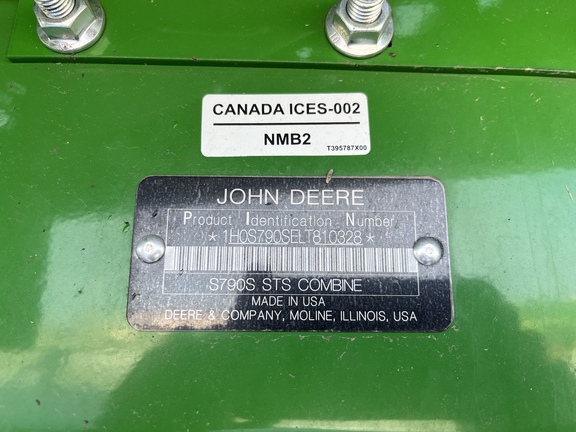 CANADA ICES-002
NMB2
T395787X00
JOHN DEERE
Product Identification Number
*1H0S790SELT810328*
S790S STS COMBINE
MADE IN USA
DEERE & COMPANY, MOLINE, ILLINOIS, USA